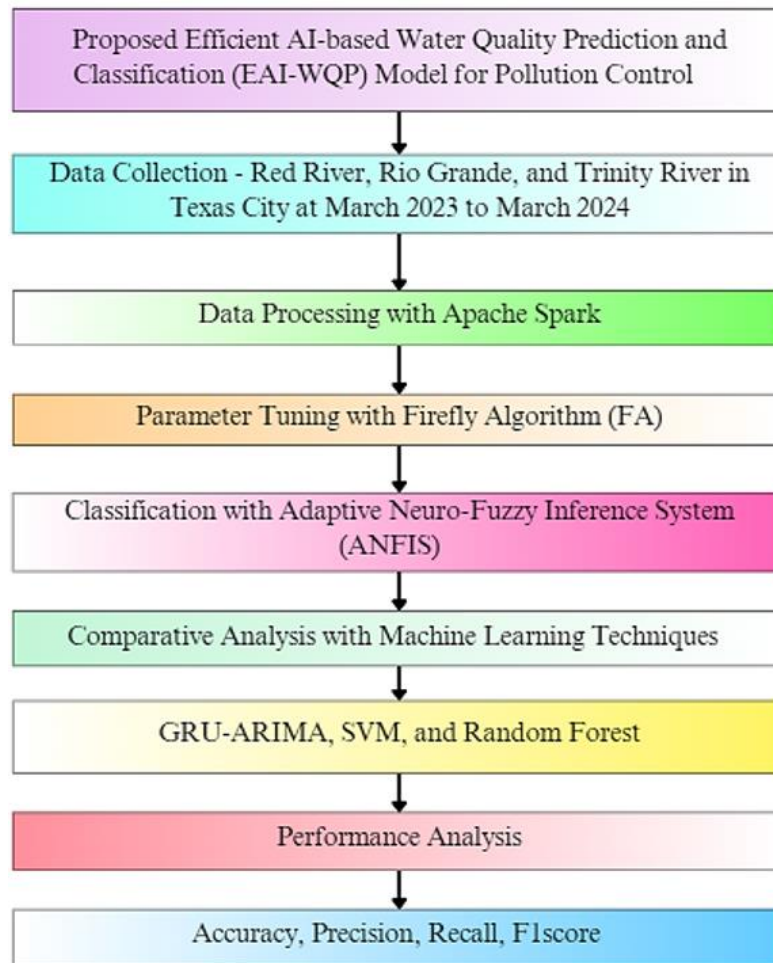 Proposed Efficient AI-based Water Quality Prediction and
Classification (EAI-WQP) Model for Pollution Control
Data Collection - Red River, Rio Grande, and Trinity River in
Texas City at March 2023 to March 2024
Data Processing with Apache Spark
Parameter Tuning with Firefly Algorithm (FA)
Classification with Adaptive Neuro-Fuzzy Inference System
(ANFIS)
Comparative Analysis with Machine Learning Techniques
GRU-ARIMA, SVM, and Random Forest
Performance Analysis
Accuracy, Precision, Recall, F1score